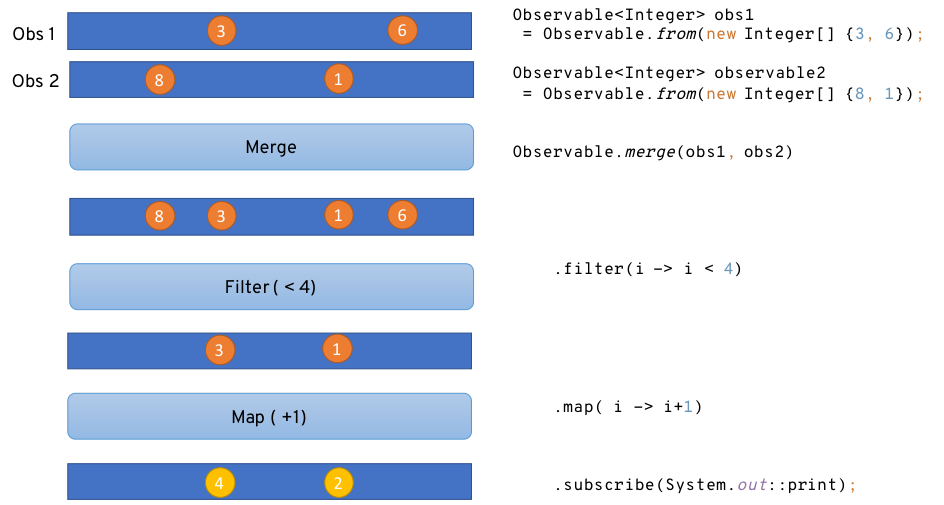 Obs 1
3
6
Observable<Integer> obs1
= Observable.from(new Integer[] {3, 6});
Obs 2
8
1
Observable<Integer> observable2
= Observable.from(new Integer[] {8, 1});
Merge
Observable.merge(obs1, obs2)
8
3
1
6
Filter ( < 4)
.filter(i -> i < 4)
3
1
Map ( +1)
.map( i -> i+1)
4
2
.subscribe(System.out::print);